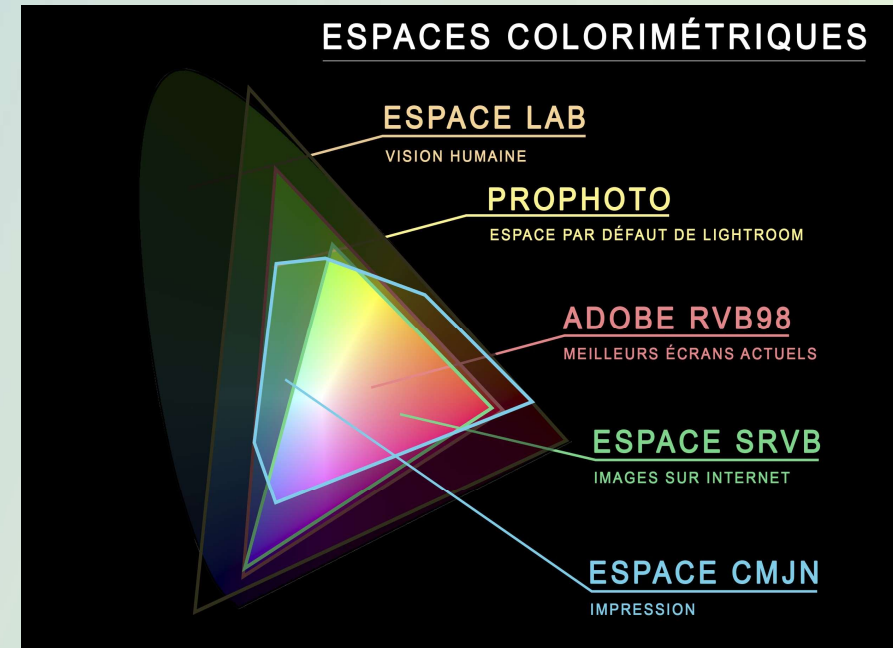 ESPACES COLORIMÉTRIQUES
ESPACE LAB
VISION HUMAINE
PROPHOTO
ESPACE PAR DÉFAUT DE LIGHTROOM
ADOBE RVB98
MEILLEURS ÉCRANS ACTUELS
ESPACE SRVB
IMAGES SUR INTERNET
ESPACE CMJN
IMPRESSION